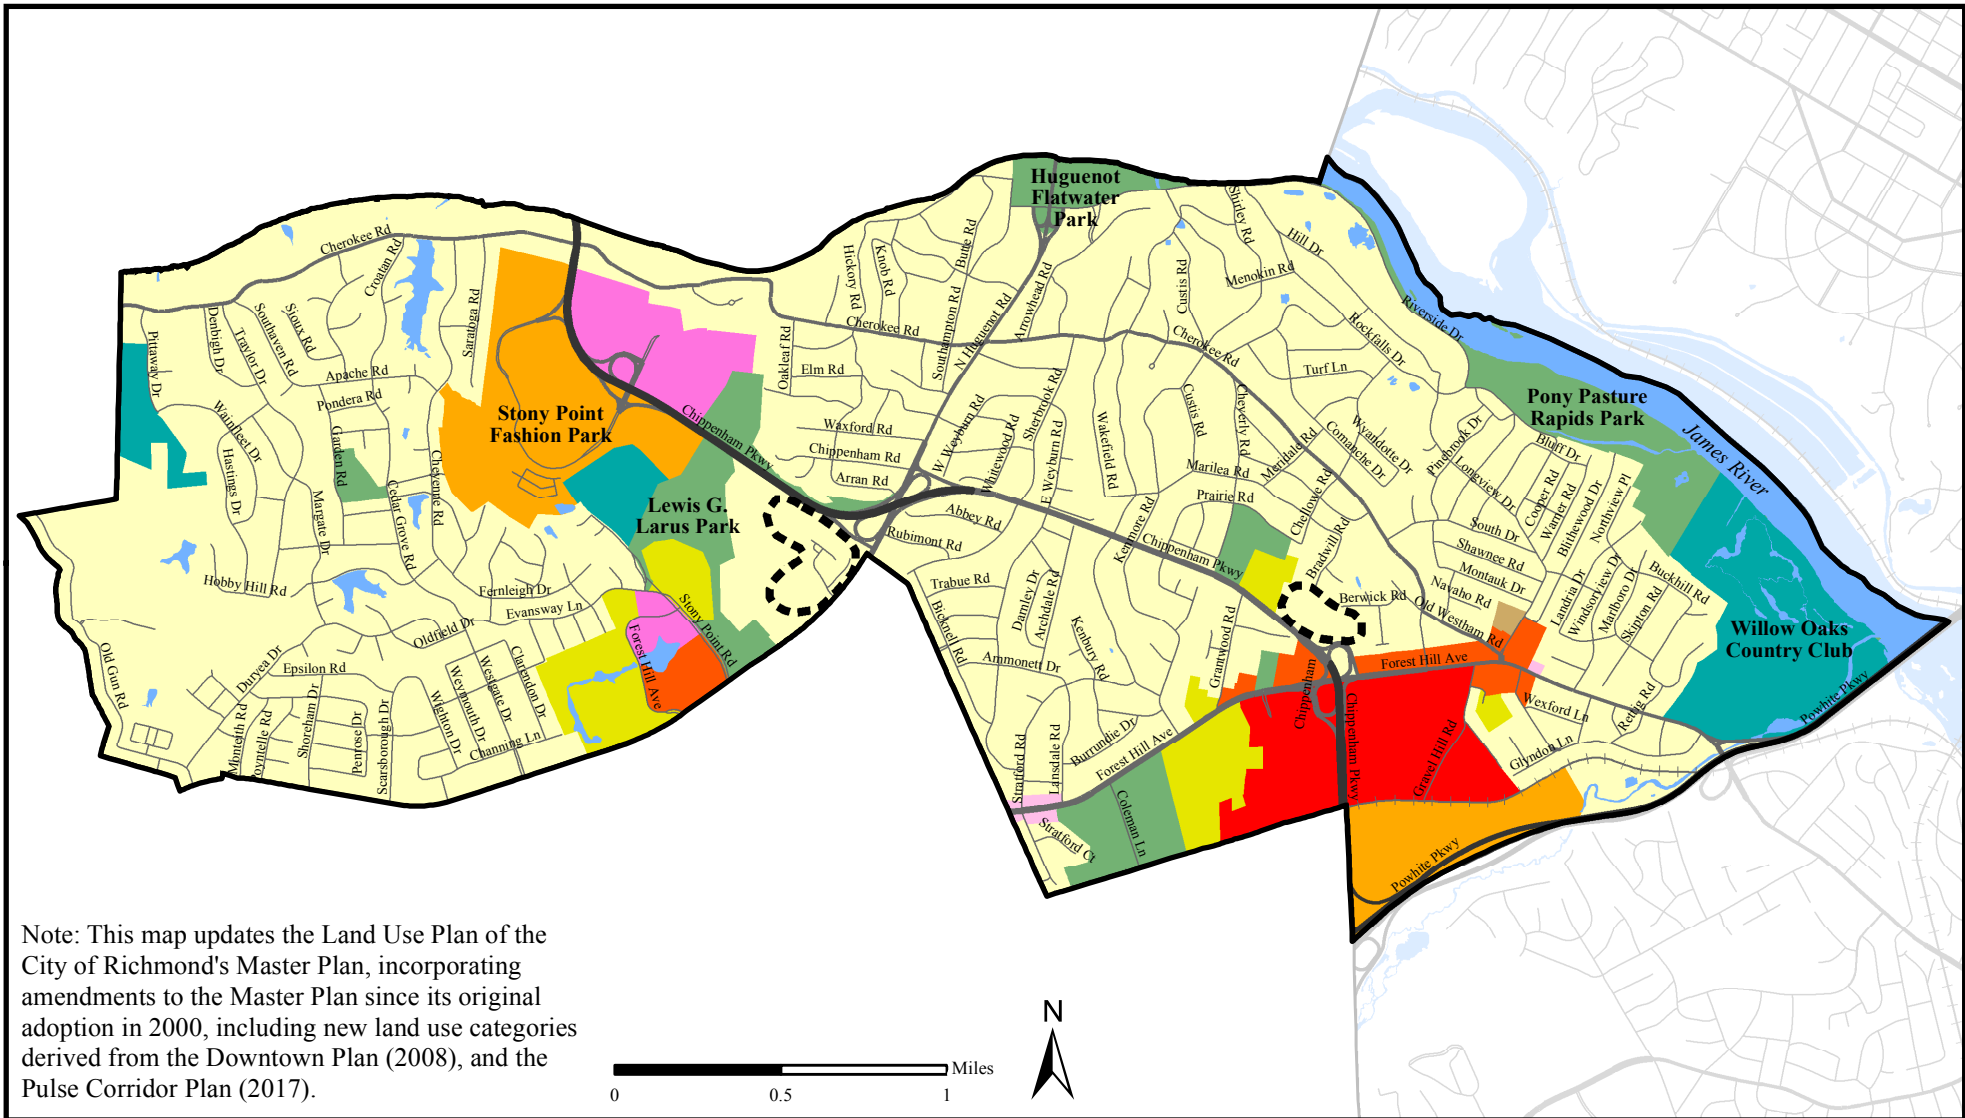 Huguenot
Flatwater
Park
Cherokee Rd
Croatan Rd
Saratoga Rd
Sioux Rd
Southaven Rd
Traylor Dr
Denbigh Dr
Pittaway Dr
Apache Rd
Pondera Rd
Wainfleet Dr
Hastings Dr
Garden Rd
Margate Dr
Cedar Grove Rd
Cheyenne Rd
Stony Point
Fashion Park
Chippenham Pkwy
Lewis G.
Larus Park
Hickory Rd
Knob Rd
Butte Rd
Southampton Rd
N Huguenot Rd
Arrowhead Rd
Cherokee Rd
Oakleaf Rd
Elm Rd
Waxford Rd
Chippenham Rd
Arran Rd
W Weyburn Rd
Whitewood Rd
Sherbrook Rd
E Weyburn Rd
Wakefield Rd
Custis Rd
Shirley Rd
Hill Dr
Menokin Rd
Cherokee Rd
Rockfalls Dr
Riverside Dr
Turf Ln
Custis Rd
Cheverly Rd
Meridale Rd
Wyandotte Dr
Comanche Dr
Marilea Rd
Prairie Rd
Chellowe Rd
Bradwill Rd
Kenmore Rd
Chippenham Pkwy
Pony Pasture
Rapids Park
James River
Pinebrook Dr
Longview Dr
Bluff Dr
Cooper Rd
Warner Rd
Blithewood Dr
Northview Pl
South Dr
Shawnee Rd
Montauk Dr
Navaho Rd
Old Westham Rd
Berwick Rd
Landria Dr
Windsorview Dr
Marlboro Dr
Skipton Rd
Buckhill Rd
Willow Oaks
Country Club
Powhite Pkwy
Abbey Rd
Rubimont Rd
Trabue Rd
Bicknell Rd
Darnley Dr
Archdale Rd
Kenbury Rd
Ammonett Dr
Grantwood Rd
Forest Hill Ave
Chippenham
Chippenham Pkwy
Gravel Hill Rd
Wexford Ln
Glyndon Ln
Rettig Rd
Burrundie Dr
Forest Hill Ave
Stratford Rd
Lansdale Rd
Stratford Ct
Coleman Ln
Powhite Pkwy
Hobby Hill Rd
Fernleigh Dr
Evansway Ln
Oldfield Dr
Stony Point Rd
Forest Hill Ave
Old Gun Rd
Duryea Dr
Epsilon Rd
Monteith Rd
Poyntelle Rd
Shoreham Dr
Penrose Dr
Scarsborough Dr
Wighton Dr
Weymouth Dr
Westgate Dr
Clarendon Dr
Channing Ln
Note: This map updates the Land Use Plan of the
City of Richmond's Master Plan, incorporating
amendments to the Master Plan since its original
adoption in 2000, including new land use categories
derived from the Downtown Plan (2008), and the
Pulse Corridor Plan (2017).
Miles
0 0.5 1
N